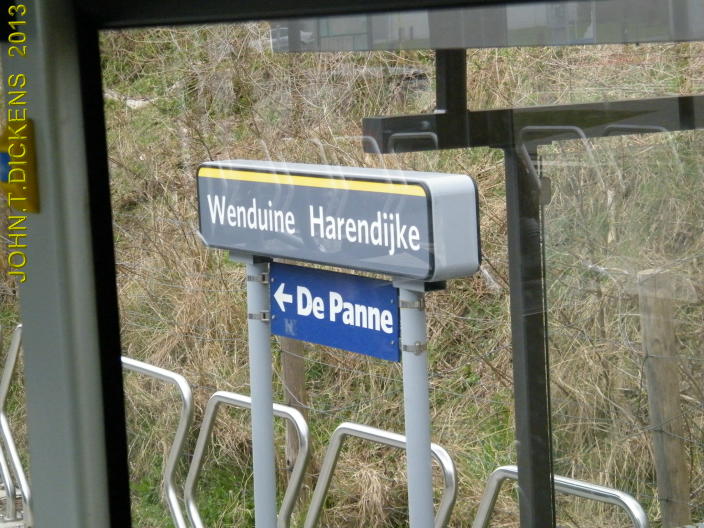 JOHN.T.DICKENS 2013
Wenduine Harendijke
← De Panne